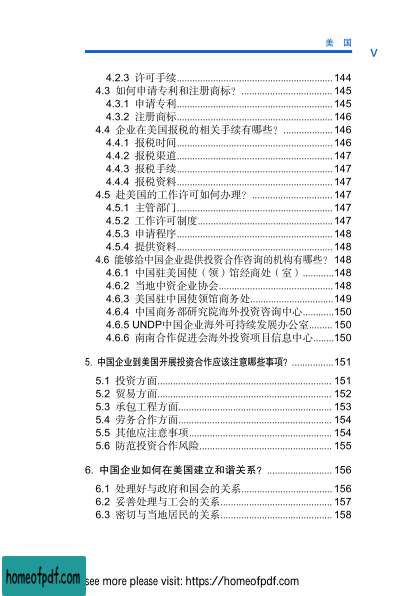 美 国
V
4.2.3 许可手续............................................................ 144
4.3 如何申请专利和注册商标？ ................................... 145
4.3.1 申请专利............................................................ 145
4.3.2 注册商标............................................................ 146
4.4 企业在美国报税的相关手续有哪些？ ................... 146
4.4.1 报税时间............................................................ 146
4.4.2 报税渠道............................................................ 147
4.4.3 报税手续............................................................ 147
4.4.4 报税资料............................................................ 147
4.5 赴美国的工作许可如何办理？ ............................... 147
4.5.1 主管部门............................................................ 147
4.5.2 工作许可制度.................................................... 147
4.5.3 申请程序............................................................ 148
4.5.4 提供资料............................................................ 148
4.6 能够给中国企业提供投资合作咨询的机构有哪些？ 148
4.6.1 中国驻美国使（领）馆经商处（室）............148
4.6.2 当地中资企业协会............................................ 148
4.6.3 美国驻中国使领馆商务处................................ 149
4.6.4 中国商务部研究院海外投资咨询中心............150
4.6.5 UNDP中国企业海外可持续发展办公室......... 150
4.6.6 南南合作促进会海外投资项目信息中心........150
5. 中国企业到美国开展投资合作应该注意哪些事项？ ................151
5.1 投资方面................................................................... 151
5.2 贸易方面................................................................... 152
5.3 承包工程方面........................................................... 153
5.4 劳务合作方面........................................................... 154
5.5 其他应注意事项....................................................... 154
5.6 防范投资合作风险................................................... 155
6. 中国企业如何在美国建立和谐关系？ ......................... 156
6.1 处理好与政府和国会的关系................................... 156
6.2 妥善处理与工会的关系........................................... 157
6.3 密切与当地居民的关系........................................... 158
homeofpdf.com
see more please visit: https://homeofpdf.com